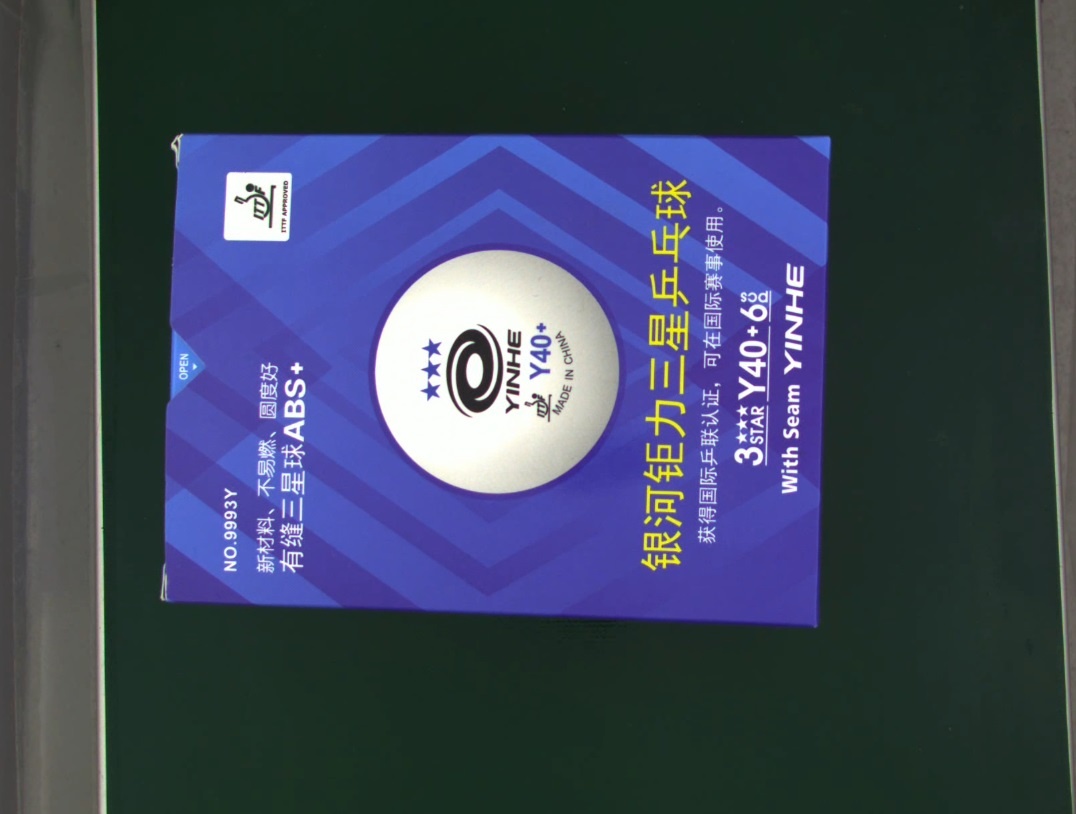 ITTF
ITTF APPROVED
OPEN
NO.9993Y
新材料、不易燃、圆度好
有缝三星球ABS+
★★★
YINHE
Y40+
MADE IN CHINA
银河钜力三星乒乓球
获得国际乒联认证，可在国际赛事使用。
3★★★STAR Y40+6
With Seam YINHE